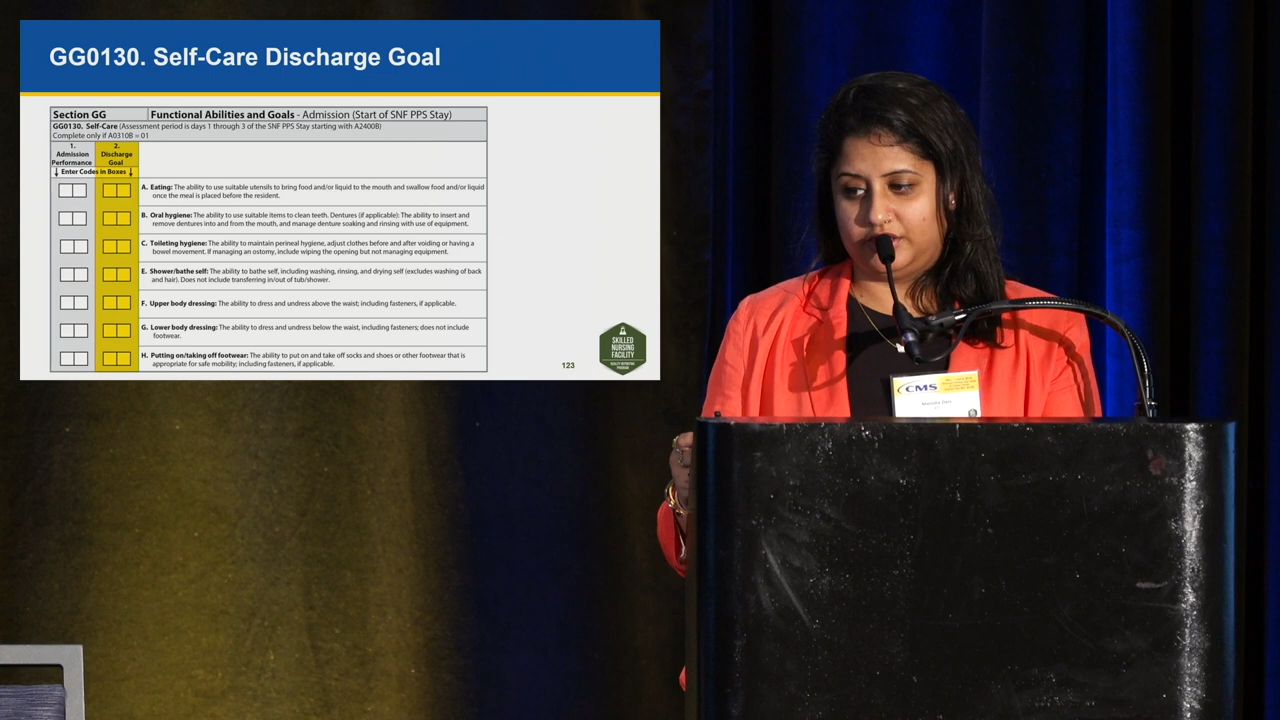 GG0130. Self-Care Discharge Goal
Section GG
Functional Abilities and Goals - Admission (Start of SNF PPS Stay)
GG0130. Self-Care (Assessment period is days 1 through 3 of the SNF PPS Stay starting with A2400B)
Complete only if A0310B = 01
1.
Admission
Performance
2.
Discharge
Goal
↓ Enter Codes in Boxes ↓
A. Eating: The ability to use suitable utensils to bring food and/or liquid to the mouth and swallow food and/or liquid
once the meal is placed before the resident.
B. Oral hygiene: The ability to use suitable items to clean teeth. Dentures (if applicable): The ability to insert and
remove dentures into and from the mouth, and manage denture soaking and rinsing with use of equipment.
C. Toileting hygiene: The ability to maintain perineal hygiene, adjust clothes before and after voiding or having a
bowel movement. If managing an ostomy, include wiping the opening but not managing equipment.
E. Shower/bathe self: The ability to bathe self, including washing, rinsing, and drying self (excludes washing of back
and hair). Does not include transferring in/out of tub/shower.
F. Upper body dressing: The ability to dress and undress above the waist; including fasteners, if applicable.
G. Lower body dressing: The ability to dress and undress below the waist, including fasteners; does not include
footwear.
H. Putting on/taking off footwear: The ability to put on and take off socks and shoes or other footwear that is
appropriate for safe mobility; including fasteners, if applicable.
123
SKILLED
NURSING
FACILITY
CMS